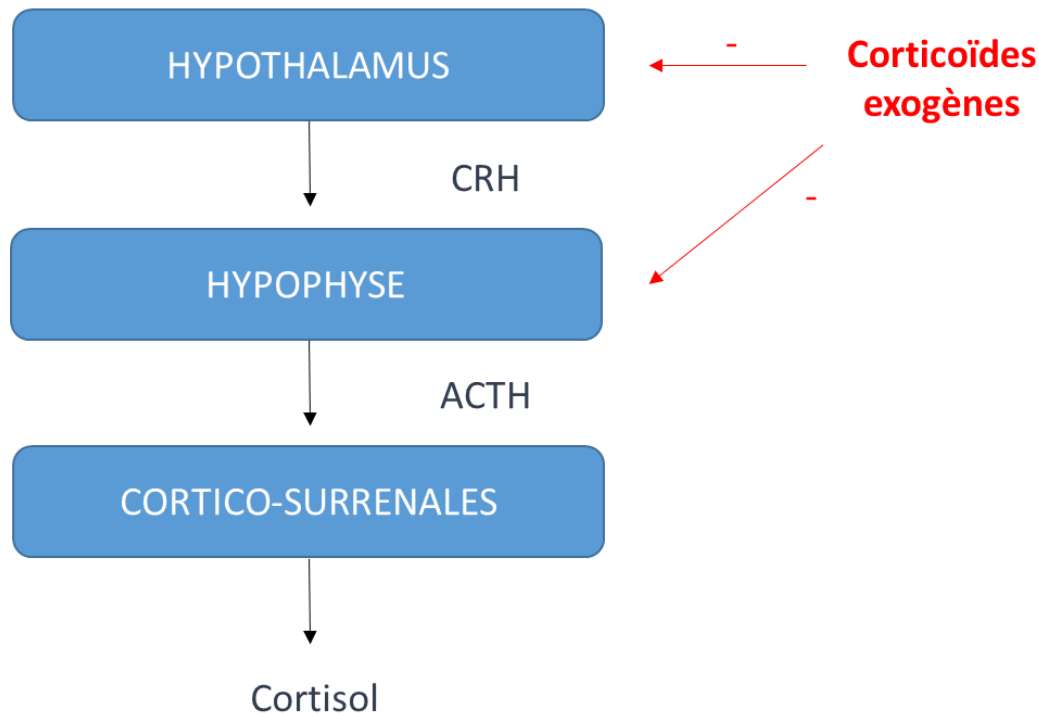 HYPOTHALAMUS
-
Corticoïdes
exogènes
CRH
-
HYPOPHYSE
ACTH
CORTICO-SURRENALES
Cortisol